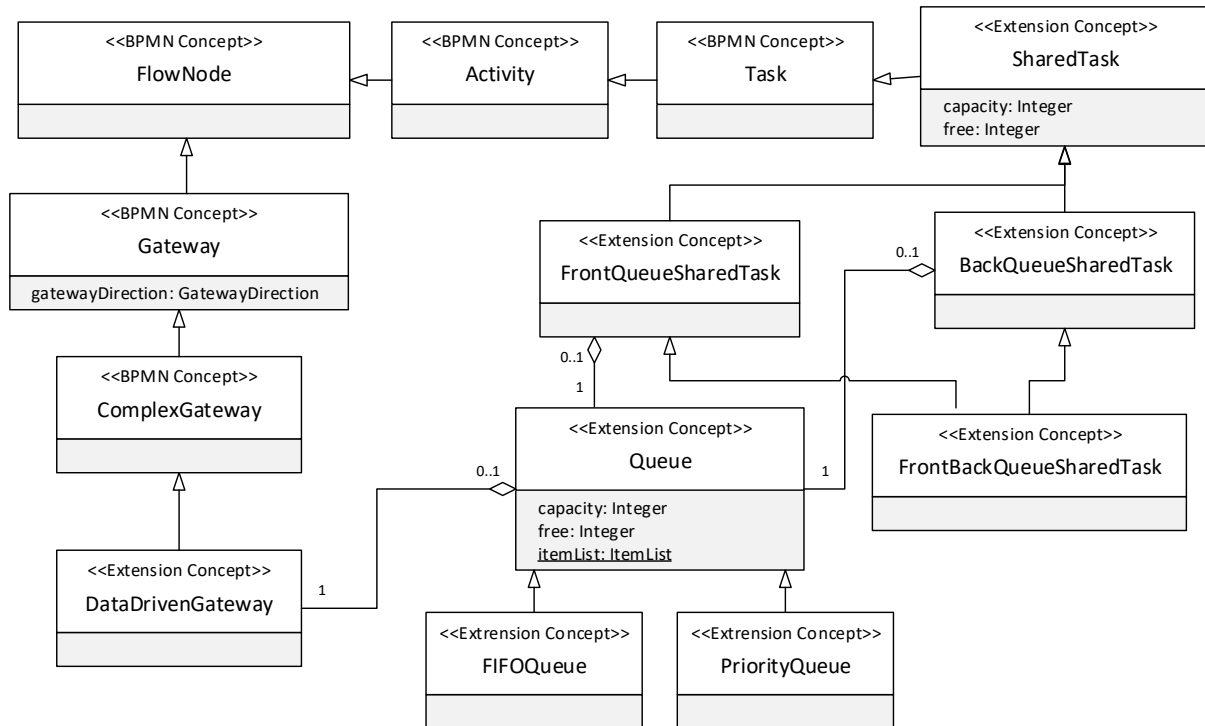 <<BPMN Concept>>
FlowNode
<<BPMN Concept>>
Activity
<<BPMN Concept>>
Task
<<Extension Concept>>
SharedTask
capacity: Integer
free: Integer
<<BPMN Concept>>
Gateway
gatewayDirection: GatewayDirection
<<Extension Concept>>
FrontQueueSharedTask
<<Extension Concept>>
BackQueueSharedTask
0..1
0..1
1
<<BPMN Concept>>
ComplexGateway
<<Extension Concept>>
Queue
capacity: Integer
free: Integer
itemList: ItemList
1
0..1
<<Extension Concept>>
FrontBackQueueSharedTask
<<Extension Concept>>
DataDrivenGateway
1
<<Extrension Concept>>
FIFOQueue
<<Extrension Concept>>
PriorityQueue